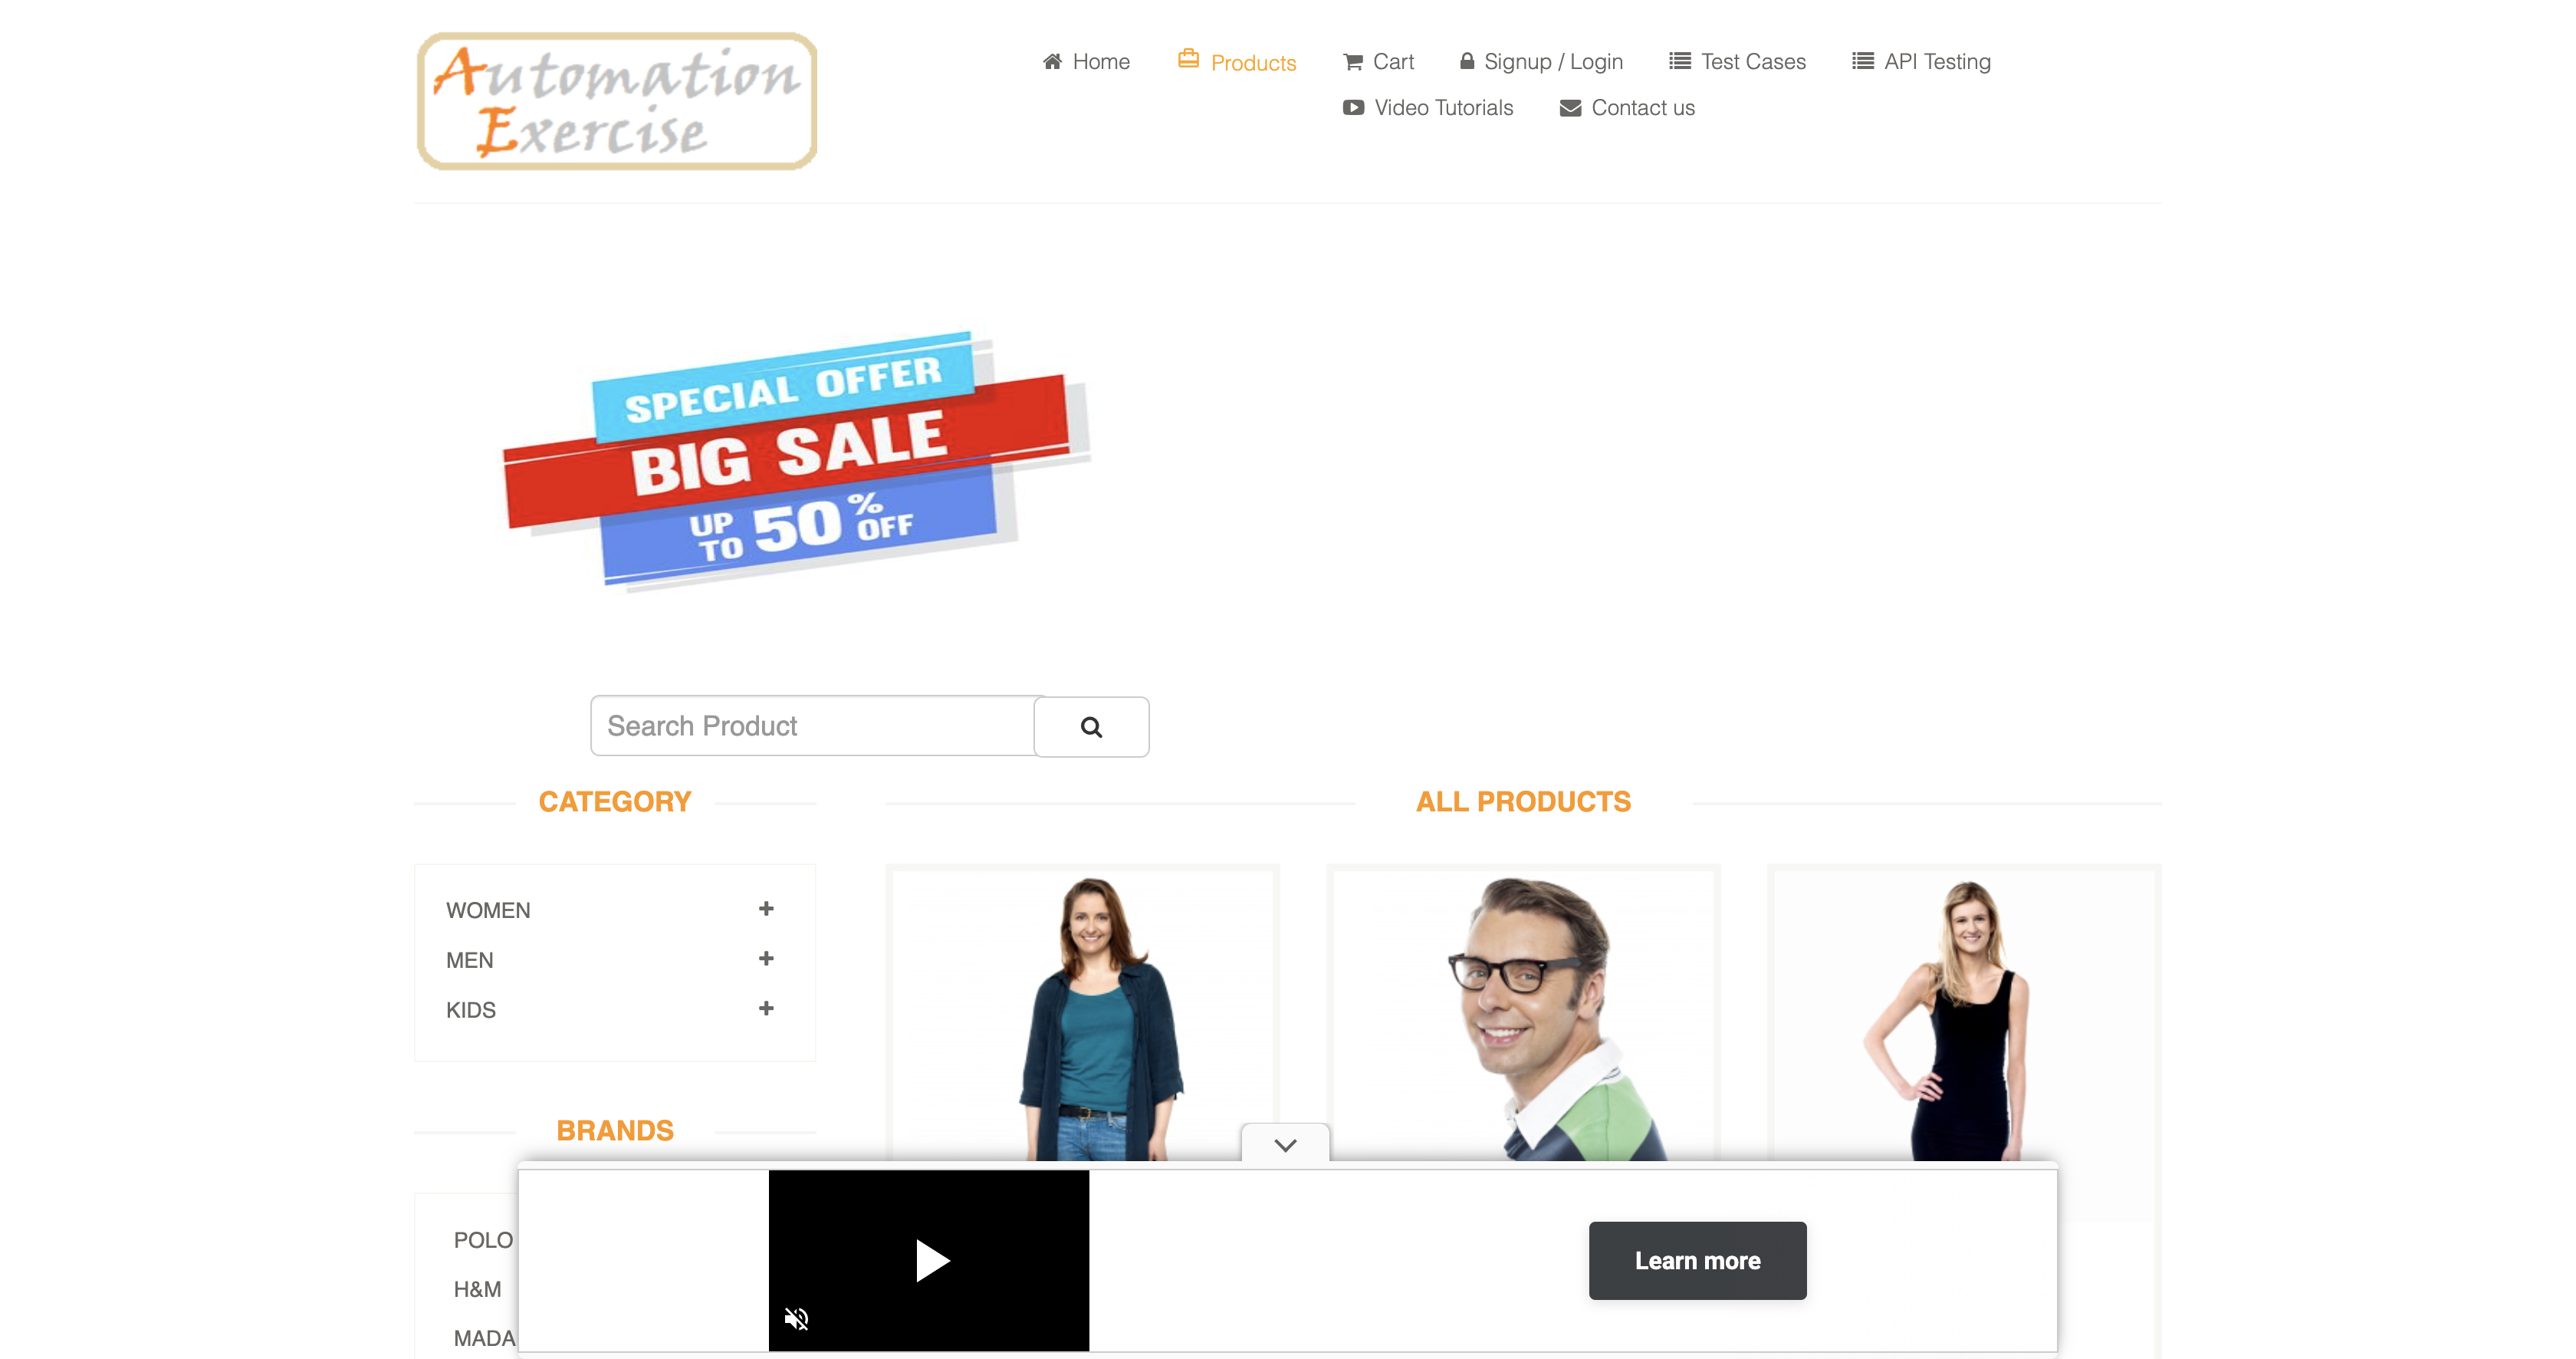 Automation
Exercise
Home
Products
Cart
Signup / Login
Test Cases
API Testing
Video Tutorials
Contact us
SPECIAL OFFER
BIG SALE
UP TO 50% OFF
Search Product
CATEGORY
ALL PRODUCTS
WOMEN
MEN
KIDS
BRANDS
POLO
H&M
MADA
Learn more